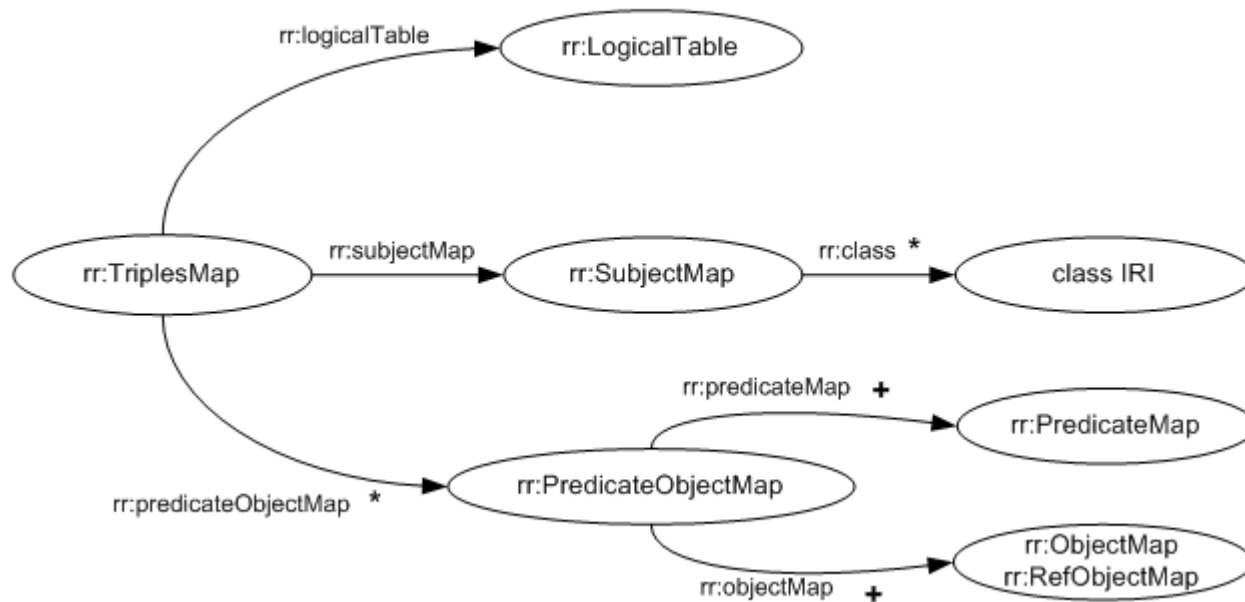 rr:logicalTable
rr:LogicalTable
rr:TriplesMap
rr:subjectMap
rr:SubjectMap
rr:class *
class IRI
rr:predicateObjectMap *
rr:PredicateObjectMap
rr:predicateMap +
rr:PredicateMap
rr:objectMap +
rr:ObjectMap
rr:RefObjectMap